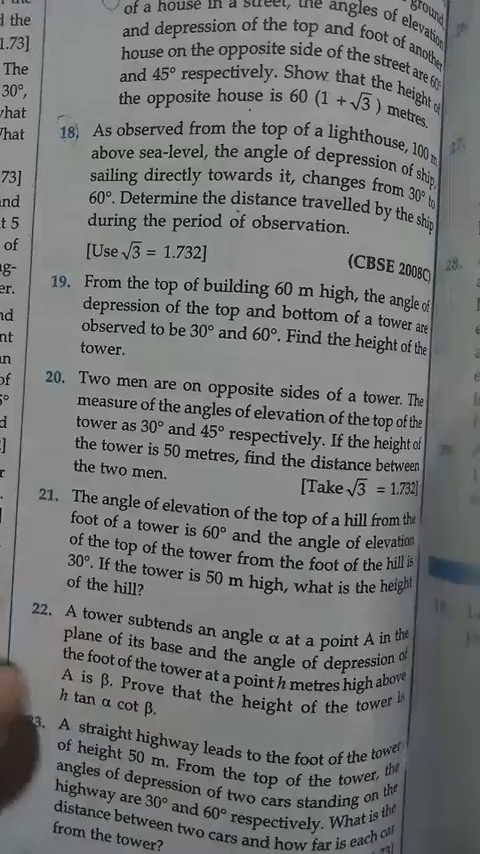 d the
1.73]
The
30°,
73]
nd
t 5
of
g-
er.
nd
nt
of
5°
d
of a house in a street, the angles of elevation
and depression of the top and foot of another
house on the opposite side of the street are 60°
and 45° respectively. Show that the height of
the opposite house is 60 (1 + √3 ) metres.
18. As observed from the top of a lighthouse, 100 m
above sea-level, the angle of depression of ship,
sailing directly towards it, changes from 30° to
60°. Determine the distance travelled by the ship
during the period of observation.
[Use √3 = 1.732]
(CBSE 2008C)
19. From the top of building 60 m high, the angle of
depression of the top and bottom of a tower are
observed to be 30° and 60°. Find the height of the
tower.
20. Two men are on opposite sides of a tower. The
measure of the angles of elevation of the top of the
tower as 30° and 45° respectively. If the height of
the tower is 50 metres, find the distance between
the two men.
[Take √3 = 1.732]
21. The angle of elevation of the top of a hill from the
foot of a tower is 60° and the angle of elevation
of the top of the tower from the foot of the hill is
30°. If the tower is 50 m high, what is the height
of the hill?
22. A tower subtends an angle α at a point A in the
plane of its base and the angle of depression of
the foot of the tower at a point h metres high above
A is β. Prove that the height of the tower is
h tan α cot β.
23. A straight highway leads to the foot of the tower
of height 50 m. From the top of the tower, the
angles of depression of two cars standing on the
highway are 30° and 60° respectively. What is the
distance between two cars and how far is each car
from the tower?